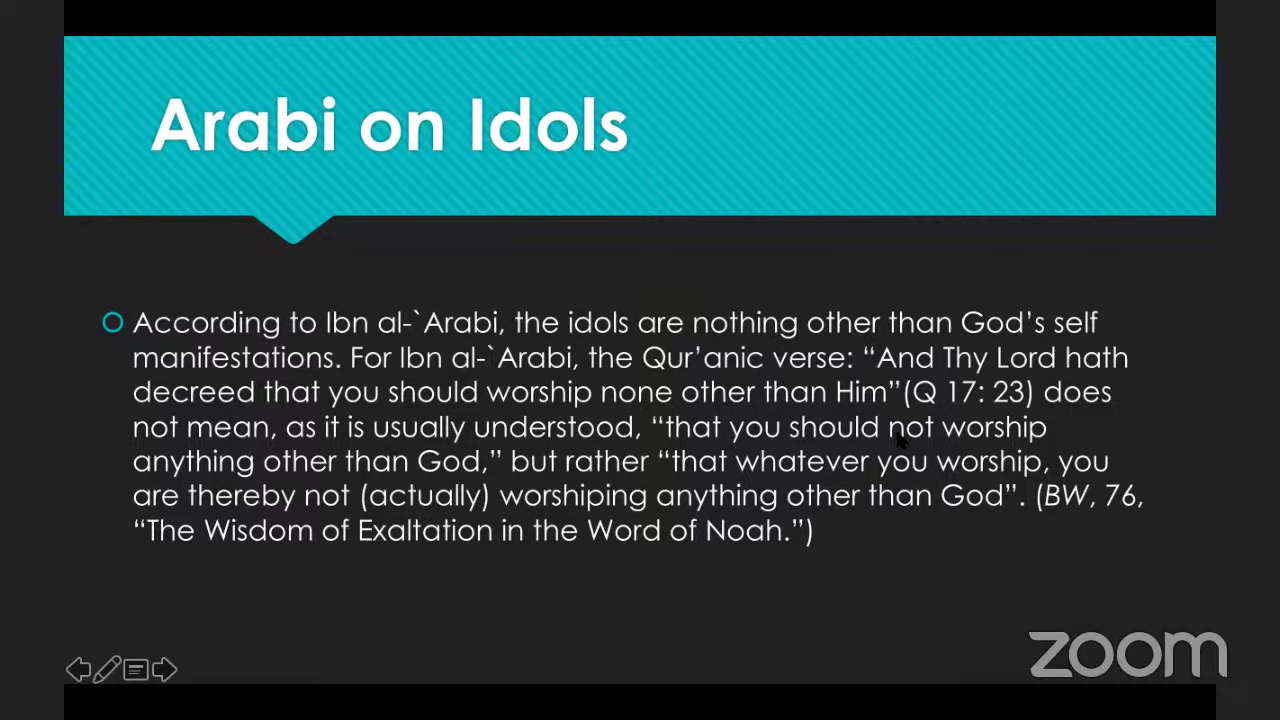 Arabi on Idols
According to Ibn al-`Arabi, the idols are nothing other than God’s self
manifestations. For Ibn al-`Arabi, the Qur’anic verse: “And Thy Lord hath
decreed that you should worship none other than Him”(Q 17: 23) does
not mean, as it is usually understood, “that you should not worship
anything other than God,” but rather “that whatever you worship, you
are thereby not (actually) worshiping anything other than God”. (BW, 76,
“The Wisdom of Exaltation in the Word of Noah.”)
zoom